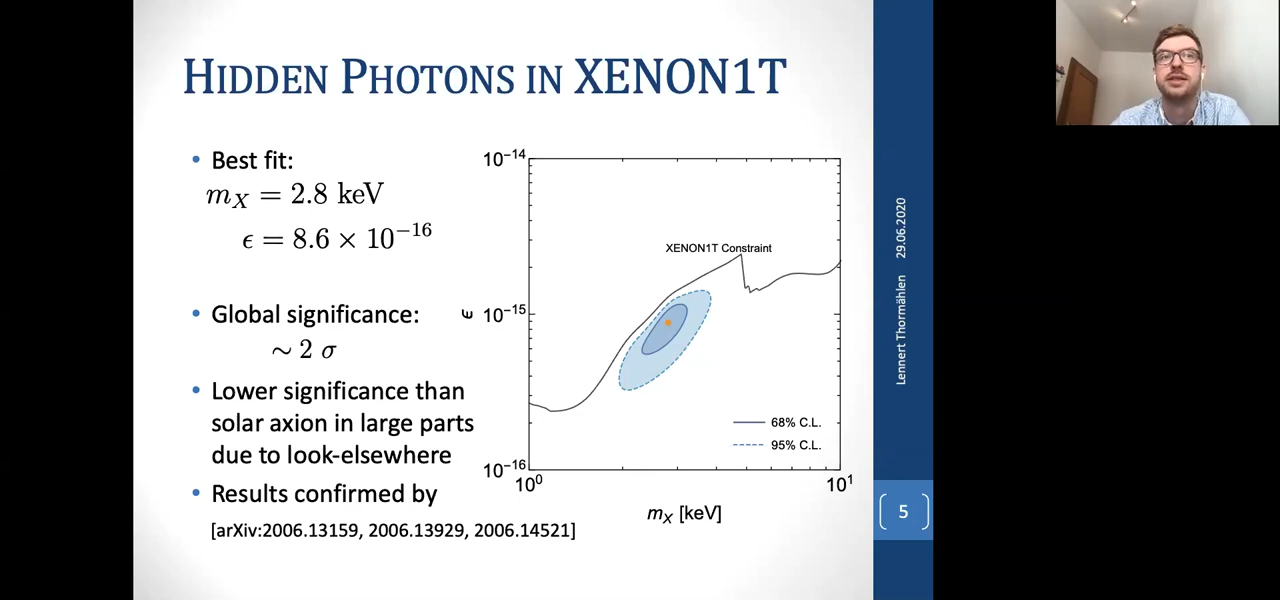 HIDDEN PHOTONS IN XENON1T
• Best fit:
m_X = 2.8 keV
ϵ = 8.6 × 10^−16
• Global significance:
∼ 2 σ
• Lower significance than
solar axion in large parts
due to look-elsewhere
• Results confirmed by
[arXiv:2006.13159, 2006.13929, 2006.14521]
10^−14
XENON1T Constraint
ϵ
10^−15
68% C.L.
95% C.L.
10^−16
10^0
10^1
m_X [keV]
Lennert Thormählen 29.06.2020
5